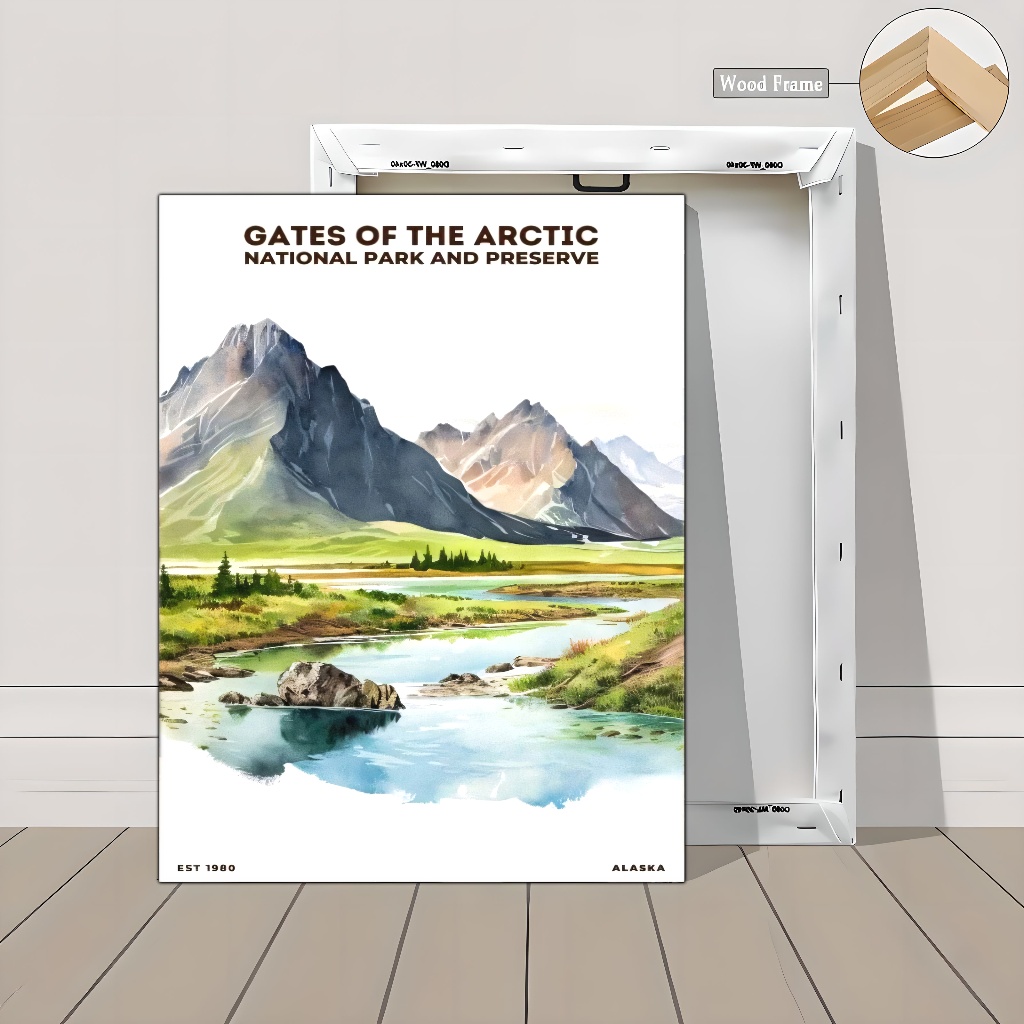 Wood Frame
GATES OF THE ARCTIC
NATIONAL PARK AND PRESERVE
EST 1980
ALASKA